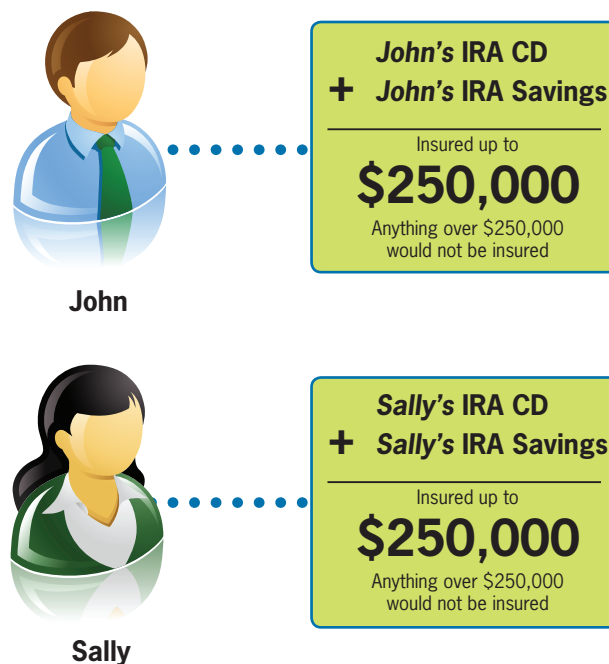 John's IRA CD
+ John's IRA Savings
Insured up to
$250,000
Anything over $250,000
would not be insured
John
Sally's IRA CD
+ Sally's IRA Savings
Insured up to
$250,000
Anything over $250,000
would not be insured
Sally